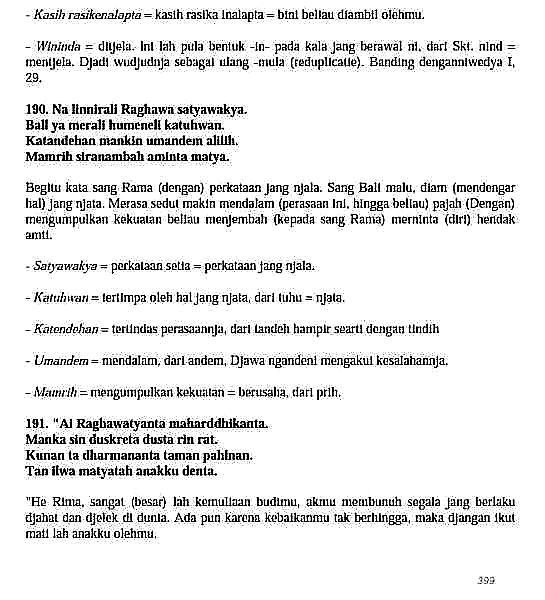 - Kasih rasikenalapta = kasih rasika inalapta = bini beliau diambil olehmu.
- Wininda = ditjela. Ini lah pula bentuk -in- pada kala jang berawal ni, dari Skt. nind =
mentjela. Djadi wudjudnja sebagai ulang -mula (reduplicatie). Banding denganniwedya I,
29.
190. Na linnirali Raghawa satyawakya.
Bali ya merali humeneli katuhwan.
Katandehan mankin umandem alilih.
Mamrih siranambah aminta matya.
Begitu kata sang Rama (dengan) perkataan jang njala. Sang Bali malu, diam (mendengar
hal) jang njata. Merasa sedut makin mendalam (perasaan ini, hingga beliau) pajah (Dengan)
mengumpulkan kekuatan beliau menjembah (kepada sang Rama) merninta (diri) hendak
amti.
- Satyawakya = perkataan setia = perkataan jang njala.
- Katuhwan = tertimpa oleh hal jang njata, dari tuhu = njata.
- Katendehan = tertindas perasaannja, dari tandeh hampir searti dengan tindih
- Umandem = mendalam, dari andem, Djawa ngandeni mengakui kesalahannja.
- Mamrih = mengumpulkan kekuatan = berusaha, dari prih.
191. "Ai Raghawatyanta maharddhikanta.
Manka sin duskreta dusta rin rat.
Kunan ta dharmananta taman pahinan.
Tan ilwa matyatah anakku denta.
"He Rima, sangat (besar) lah kemuliaan budimu, akmu membunuh segala jang berlaku
djahat dan djelek di dunia. Ada pun karena kebaikanmu tak berhingga, maka djangan ikut
mati lah anakku olehmu.
399